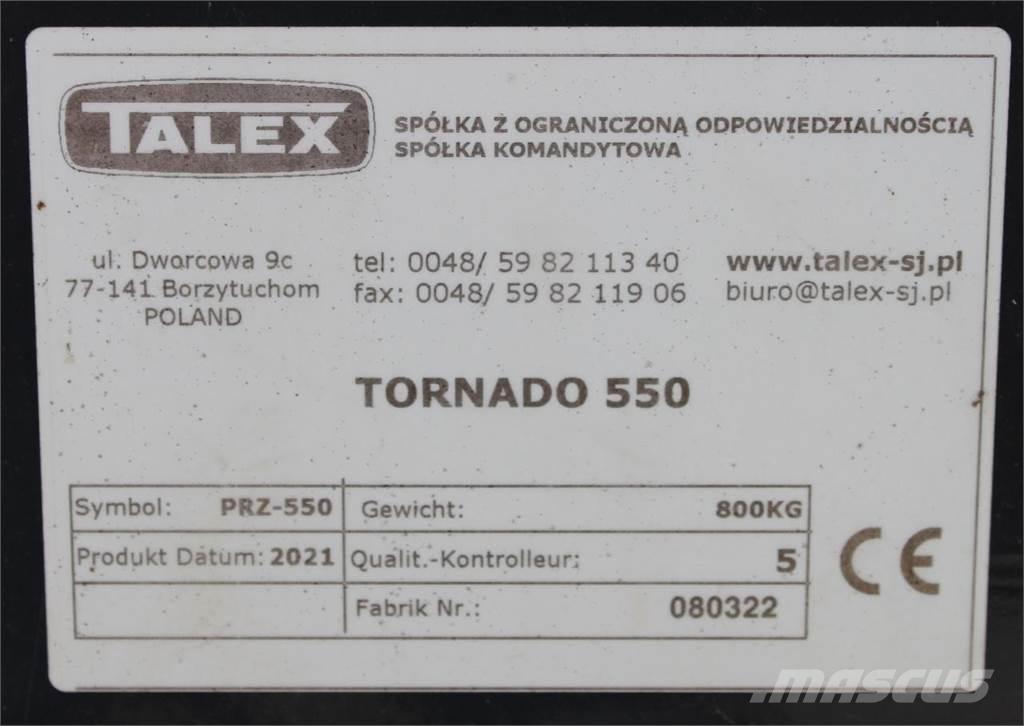 TALEX
SPÓŁKA Z OGRANICZONĄ ODPOWIEDZIALNOŚCIĄ
SPÓŁKA KOMANDYTOWA
ul. Dworcowa 9c
77-141 Borzytuchom
POLAND
tel: 0048/ 59 82 113 40
fax: 0048/ 59 82 119 06
www.talex-sj.pl
biuro@talex-sj.pl
TORNADO 550
Symbol: PRZ-550 Gewicht: 800KG
Produkt Datum: 2021 Qualit.-Kontrolleur: 5
Fabrik Nr.: 080322
CE
MASCUS